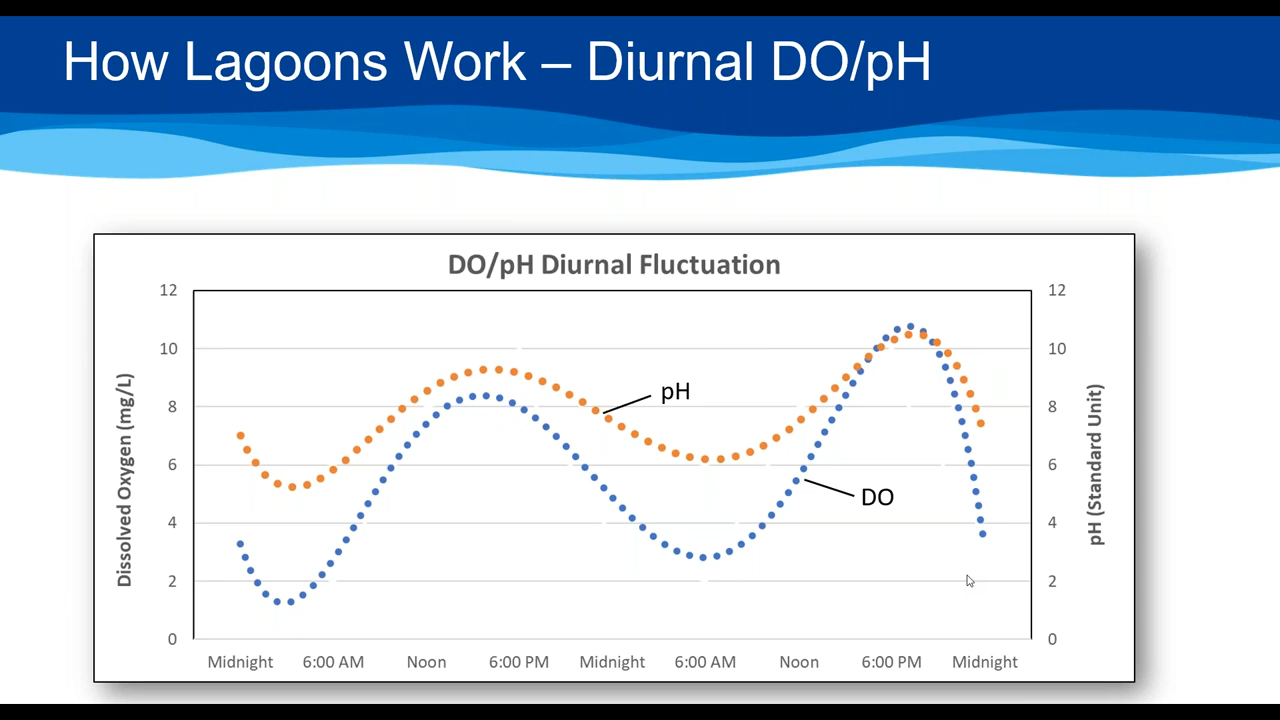 How Lagoons Work – Diurnal DO/pH
DO/pH Diurnal Fluctuation
Dissolved Oxygen (mg/L)
12
10
8
6
4
2
0
pH
DO
12
10
8
6
4
2
0
pH (Standard Unit)
Midnight 6:00 AM Noon 6:00 PM Midnight 6:00 AM Noon 6:00 PM Midnight